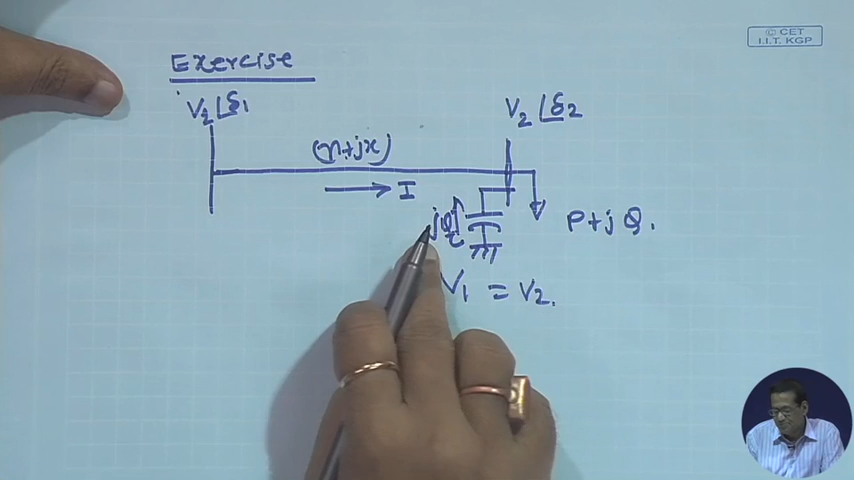 © CET
I.I.T. KGP
Exercise
V₂∠δ₁
V₂∠δ₂
(r+jx)
→ I
jQc
P+jQ.
V₁ = V₂.